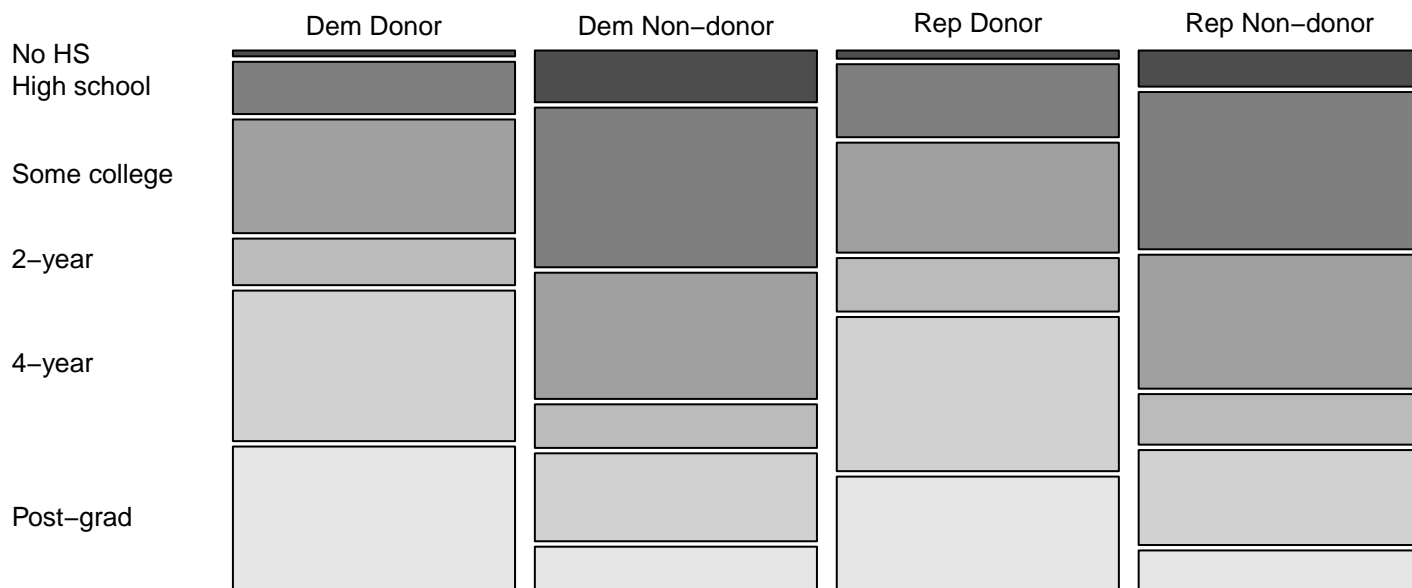 Dem Donor
Dem Non−donor
Rep Donor
Rep Non−donor
No HS
High school
Some college
2−year
4−year
Post−grad